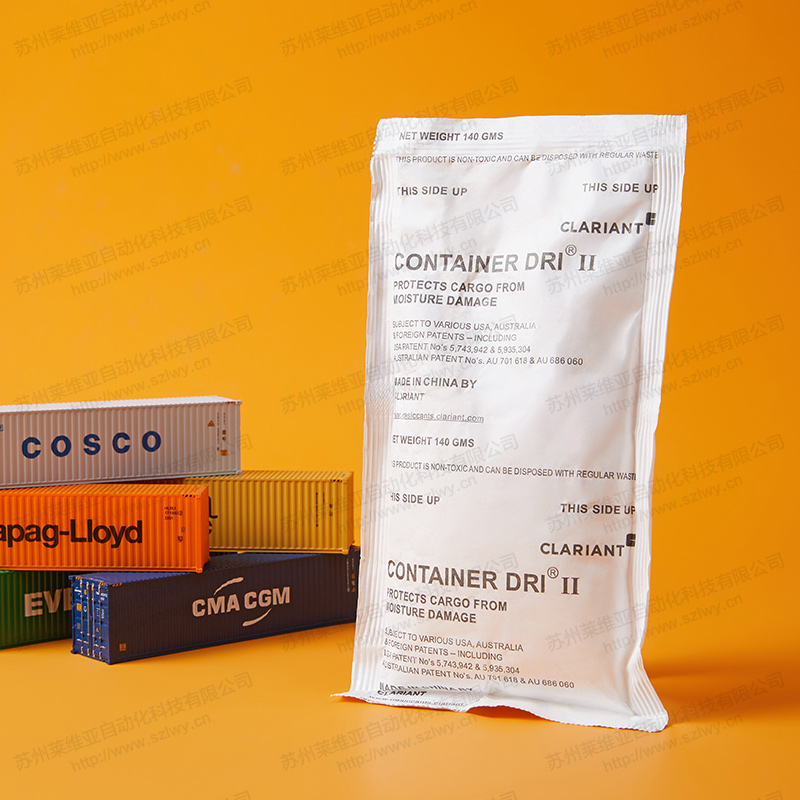 NET WEIGHT 140 GMS
THIS PRODUCT IS NON-TOXIC AND CAN BE DISPOSED WITH REGULAR WASTE
THIS SIDE UP THIS SIDE UP
CLARIANT
CONTAINER DRI® II
PROTECTS CARGO FROM
MOISTURE DAMAGE
SUBJECT TO VARIOUS USA, AUSTRALIA
& FOREIGN PATENTS – INCLUDING
USA PATENT No's 5,743,942 & 5,935,304
AUSTRALIAN PATENT No's. AU 701 618 & AU 686 060
MADE IN CHINA BY
CLARIANT
siccants.clariant.com
ET WEIGHT 140 GMS
S PRODUCT IS NON-TOXIC AND CAN BE DISPOSED WITH REGULAR WASTE
HIS SIDE UP THIS SIDE UP
CLARIANT
CONTAINER DRI® II
PROTECTS CARGO FROM
MOISTURE DAMAGE
SUBJECT TO VARIOUS USA, AUSTRALIA
& FOREIGN PATENTS – INCLUDING
USA PATENT No's 5,743,942 & 5,935,304
AUSTRALIAN PATENT No's. AU 701 618 & AU 686 060
MADE IN CHINA BY
CLARIANT
COSCO
apag-Lloyd
EV
CMA CGM
苏州莱维亚自动化科技有限公司
http://www.szlwy.cn